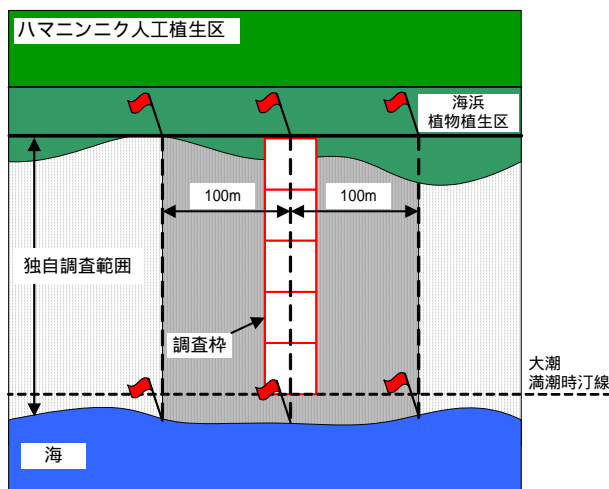 ハマニンニク人工植生区
海浜
植物植生区
100m
100m
独自調査範囲
調査枠
大潮
満潮時汀線
海